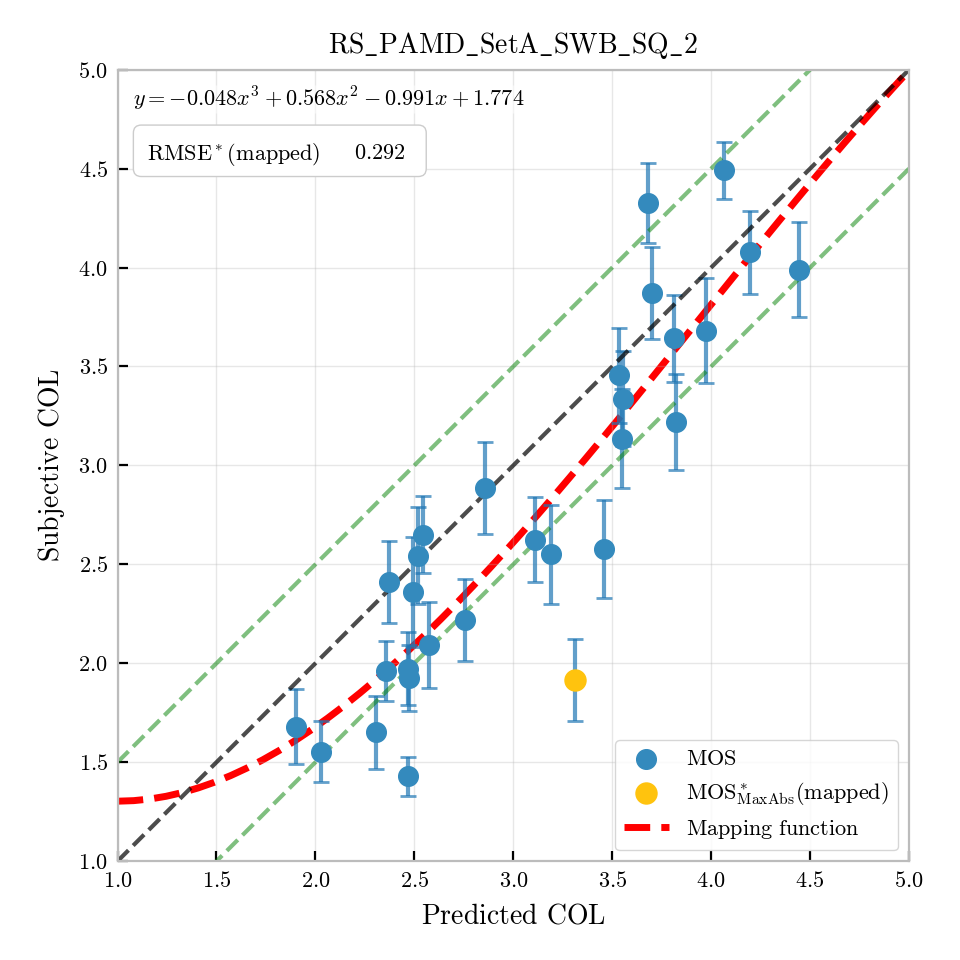 RS_PAMD_SetA_SWB_SQ_2
y = −0.048x³ + 0.568x² − 0.991x + 1.774
RMSE*(mapped) 0.292
Subjective COL
5.0
4.5
4.0
3.5
3.0
2.5
2.0
1.5
1.0
MOS
MOS*MaxAbs(mapped)
Mapping function
1.0 1.5 2.0 2.5 3.0 3.5 4.0 4.5 5.0
Predicted COL